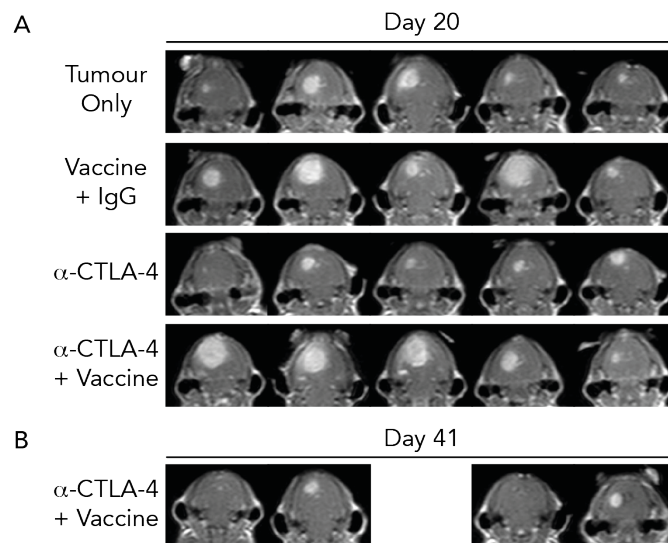 A
Day 20
Tumour
Only
Vaccine
+ IgG
α-CTLA-4
α-CTLA-4
+ Vaccine
B
Day 41
α-CTLA-4
+ Vaccine